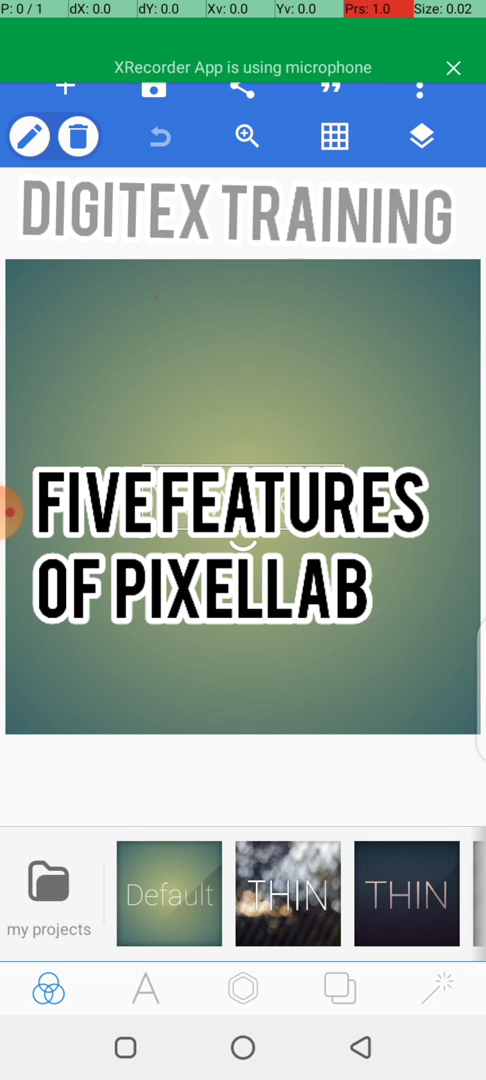 P: 0 / 1 dX: 0.0 dY: 0.0 Xv: 0.0 Yv: 0.0 Prs: 1.0 Size: 0.02
XRecorder App is using microphone
DIGITEX TRAINING
FIVE FEATURES
OF PIXELLAB
my projects
Default
THIN
THIN